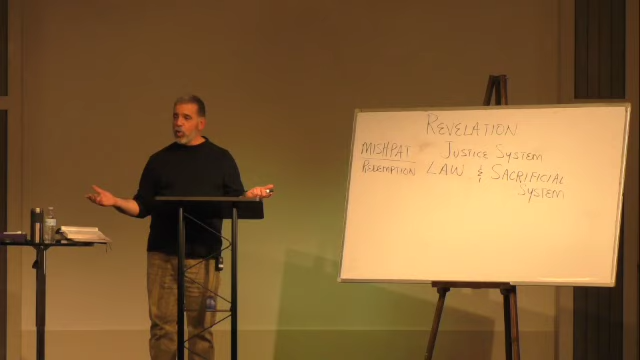 REVELATION
MISHPAT JUSTICE SYSTEM
REDEMPTION LAW & SACRIFICIAL
SYSTEM